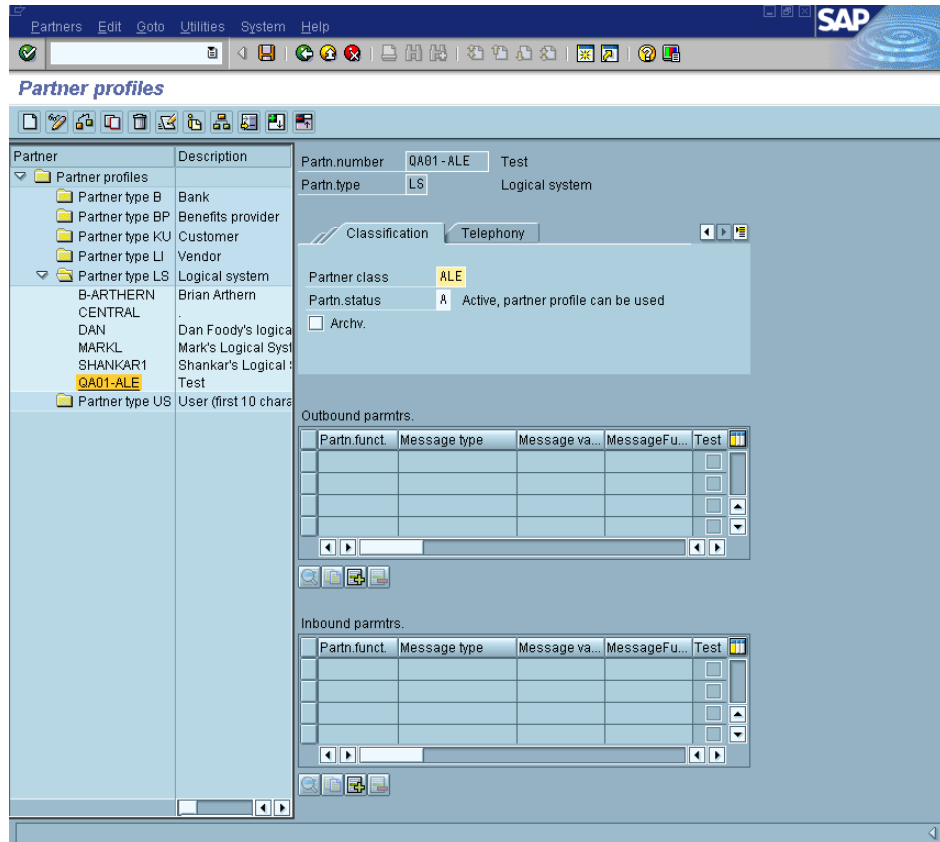 Partners Edit Goto Utilities System Help
SAP
Partner profiles
Partner Description
Partner profiles
Partner type B Bank
Partner type BP Benefits provider
Partner type KU Customer
Partner type LI Vendor
Partner type LS Logical system
B-ARTHERN Brian Arthern
CENTRAL .
DAN Dan Foody's logica
MARKL Mark's Logical Syst
SHANKAR1 Shankar's Logical S
QA01-ALE Test
Partner type US User (first 10 chara
Partn.number QA01-ALE Test
Partn.type LS Logical system
Classification Telephony
Partner class ALE
Partn.status A Active, partner profile can be used
Archv.
Outbound parmtrs.
Partn.funct. Message type Message va... MessageFu... Test
Inbound parmtrs.
Partn.funct. Message type Message va... MessageFu... Test